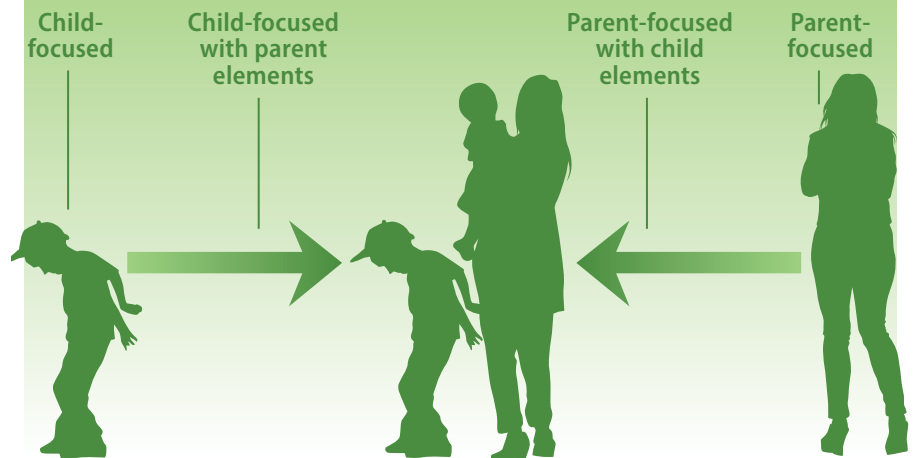 Child-
focused
Child-focused
with parent
elements
Parent-focused
with child
elements
Parent-
focused